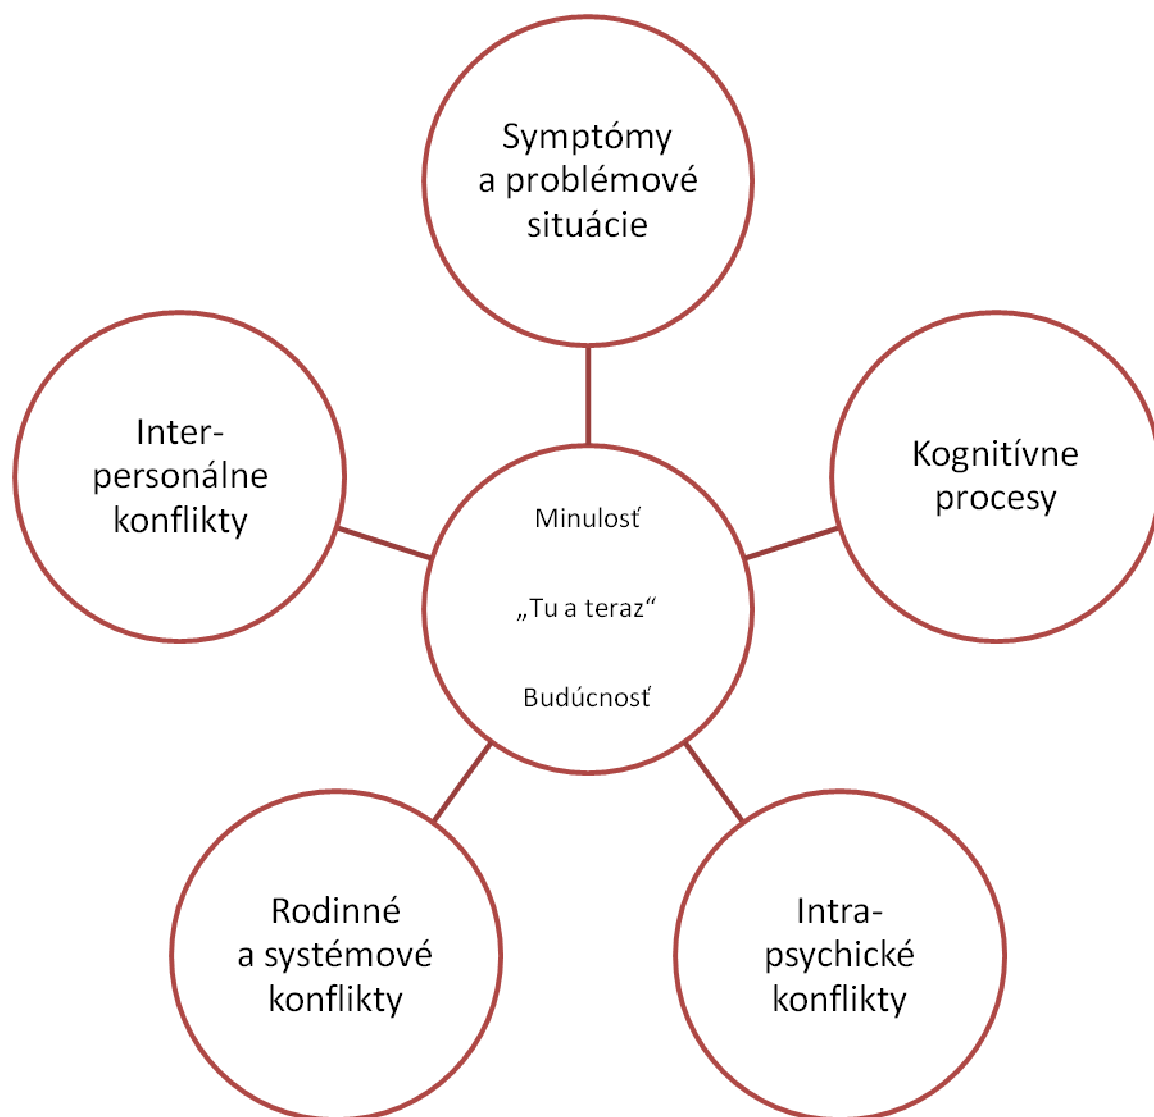 Symptómy
a problémové
situácie
Inter-
personálne
konflikty
Kognitívne
procesy
Minulosť
„Tu a teraz“
Budúcnosť
Rodinné
a systémové
konflikty
Intra-
psychické
konflikty